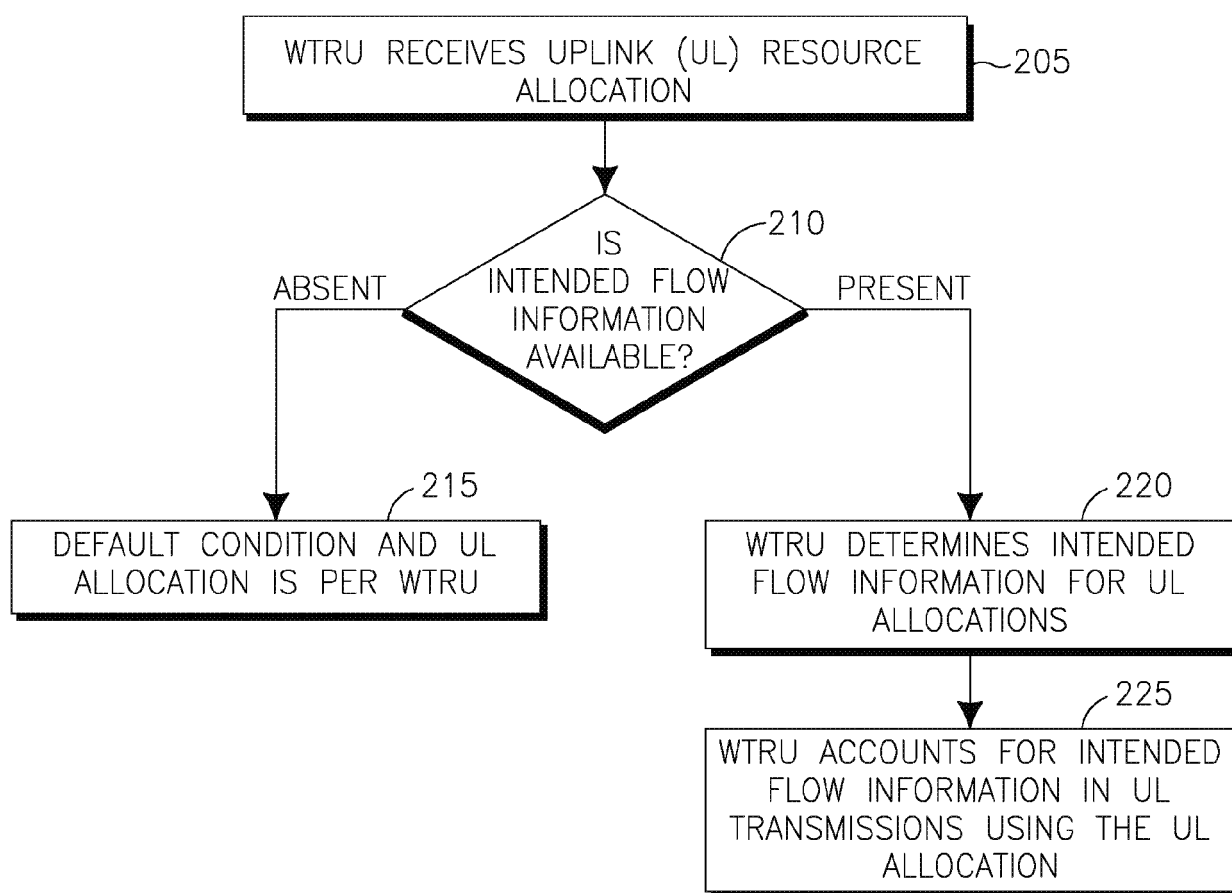 WTRU RECEIVES UPLINK (UL) RESOURCE
ALLOCATION
205
210
IS
INTENDED FLOW
INFORMATION
AVAILABLE?
ABSENT
PRESENT
215
DEFAULT CONDITION AND UL
ALLOCATION IS PER WTRU
220
WTRU DETERMINES INTENDED
FLOW INFORMATION FOR UL
ALLOCATIONS
225
WTRU ACCOUNTS FOR INTENDED
FLOW INFORMATION IN UL
TRANSMISSIONS USING THE UL
ALLOCATION